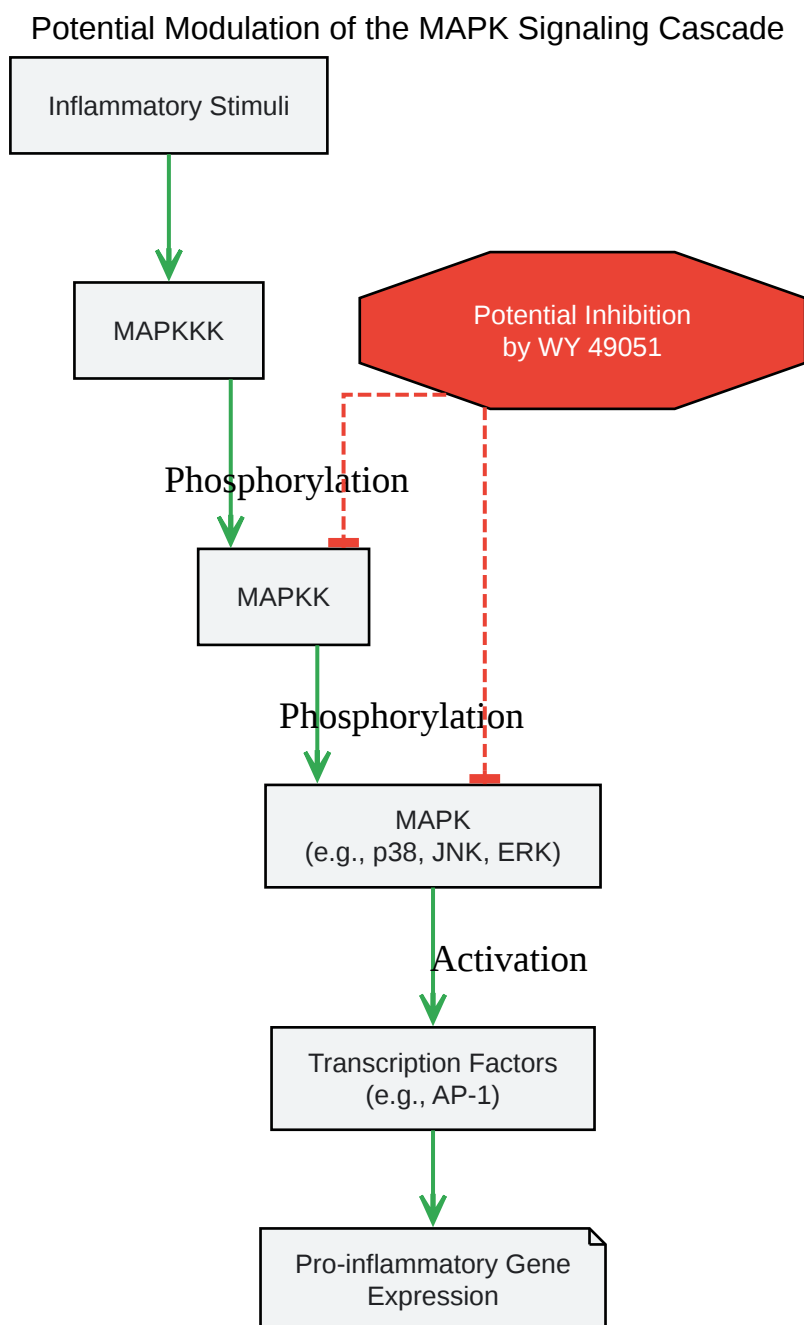 Potential Modulation of the MAPK Signaling Cascade
Inflammatory Stimuli
MAPKKK
Potential Inhibition
by WY 49051
Phosphorylation
MAPKK
Phosphorylation
MAPK
(e.g., p38, JNK, ERK)
Activation
Transcription Factors
(e.g., AP-1)
Pro-inflammatory Gene
Expression